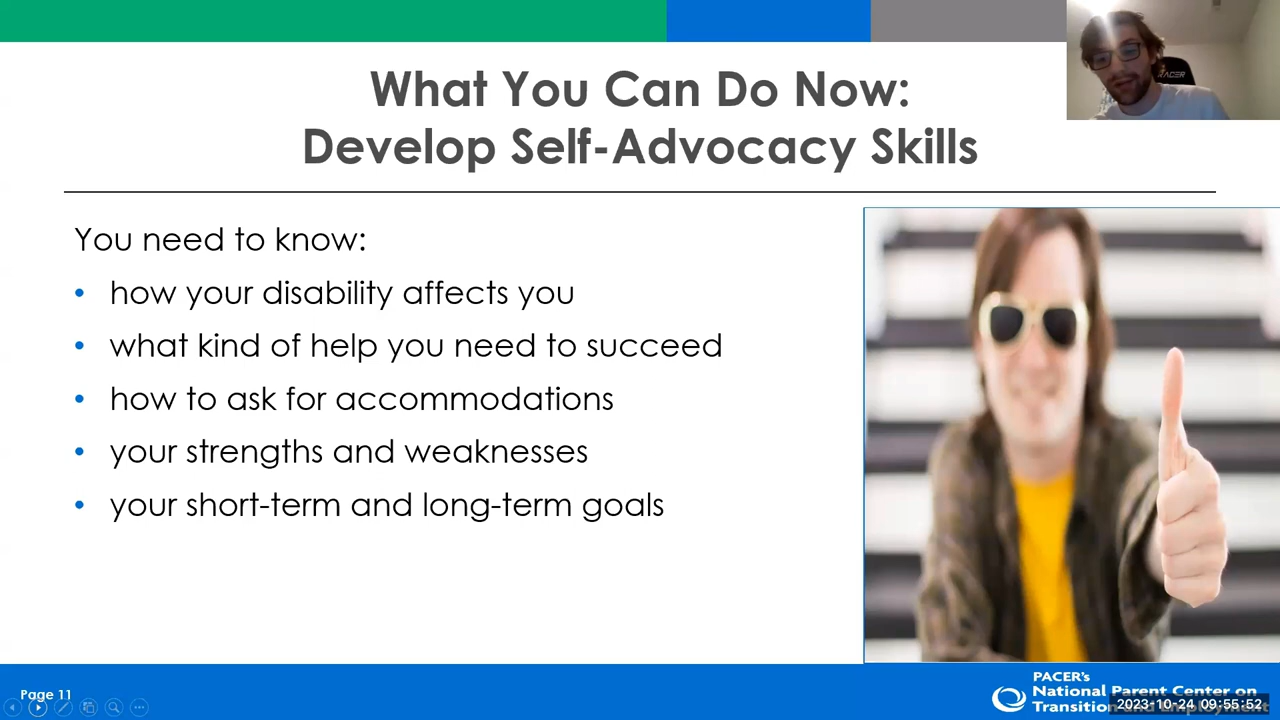 What You Can Do Now:
Develop Self-Advocacy Skills
You need to know:
• how your disability affects you
• what kind of help you need to succeed
• how to ask for accommodations
• your strengths and weaknesses
• your short-term and long-term goals
Page 11
PACER's
National Parent Center on
Transition and Employment
2023-10-24 09:55:52